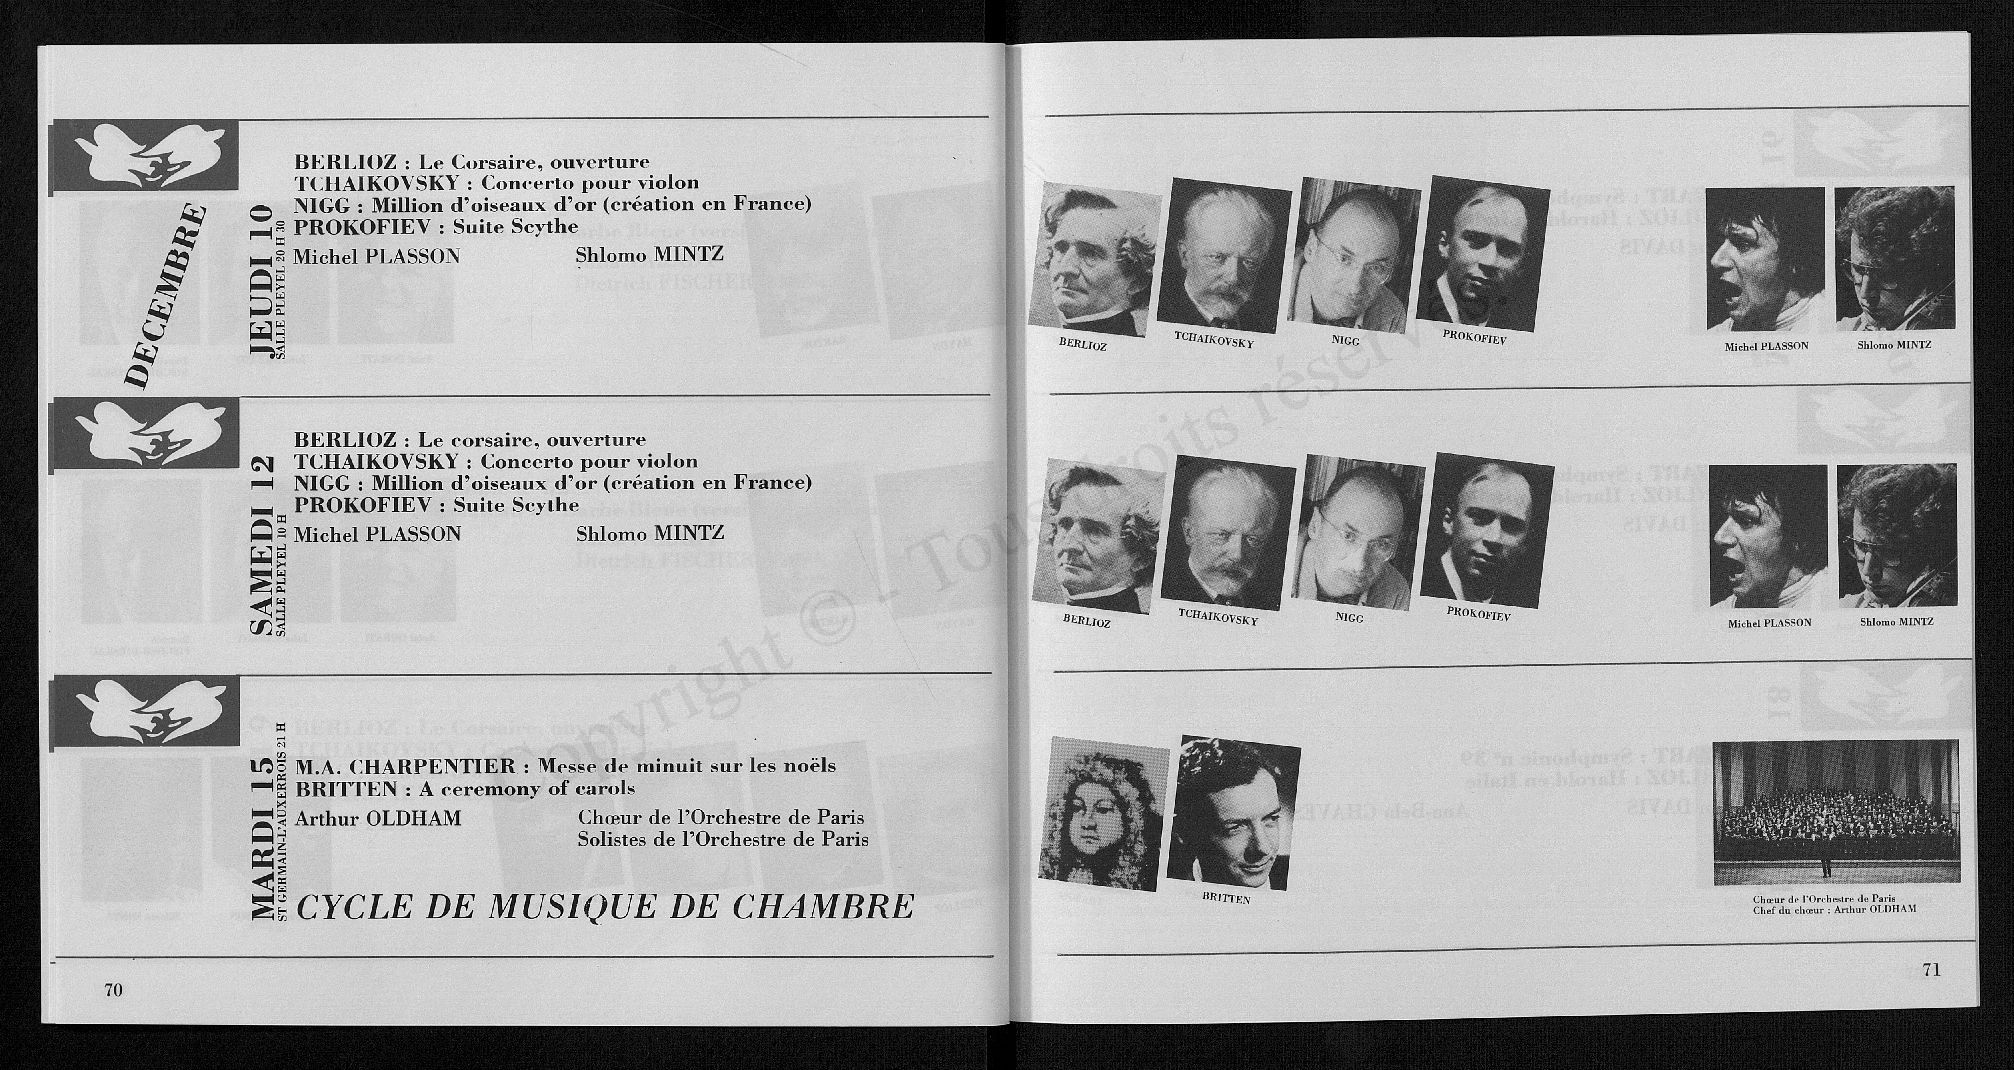 DECEMBRE
JEUDI 10
SALLE PLEYEL 20 H 30
BERLIOZ : Le Corsaire, ouverture
TCHAIKOVSKY : Concerto pour violon
NIGG : Million d'oiseaux d'or (création en France)
PROKOFIEV : Suite Scythe
Michel PLASSON Shlomo MINTZ
SAMEDI 12
SALLE PLEYEL 10 H
BERLIOZ : Le corsaire, ouverture
TCHAIKOVSKY : Concerto pour violon
NIGG : Million d'oiseaux d'or (création en France)
PROKOFIEV : Suite Scythe
Michel PLASSON Shlomo MINTZ
MARDI 15
ST GERMAIN-L'AUXERROIS 21 H
M.A. CHARPENTIER : Messe de minuit sur les noëls
BRITTEN : A ceremony of carols
Arthur OLDHAM Chœur de l'Orchestre de Paris
Solistes de l'Orchestre de Paris
CYCLE DE MUSIQUE DE CHAMBRE
70
BERLIOZ TCHAIKOVSKY NIGG PROKOFIEV Michel PLASSON Shlomo MINTZ
BERLIOZ TCHAIKOVSKY NIGG PROKOFIEV Michel PLASSON Shlomo MINTZ
BRITTEN
Chœur de l'Orchestre de Paris
Chef du chœur : Arthur OLDHAM
71
Copyright © - Tous droits réserv